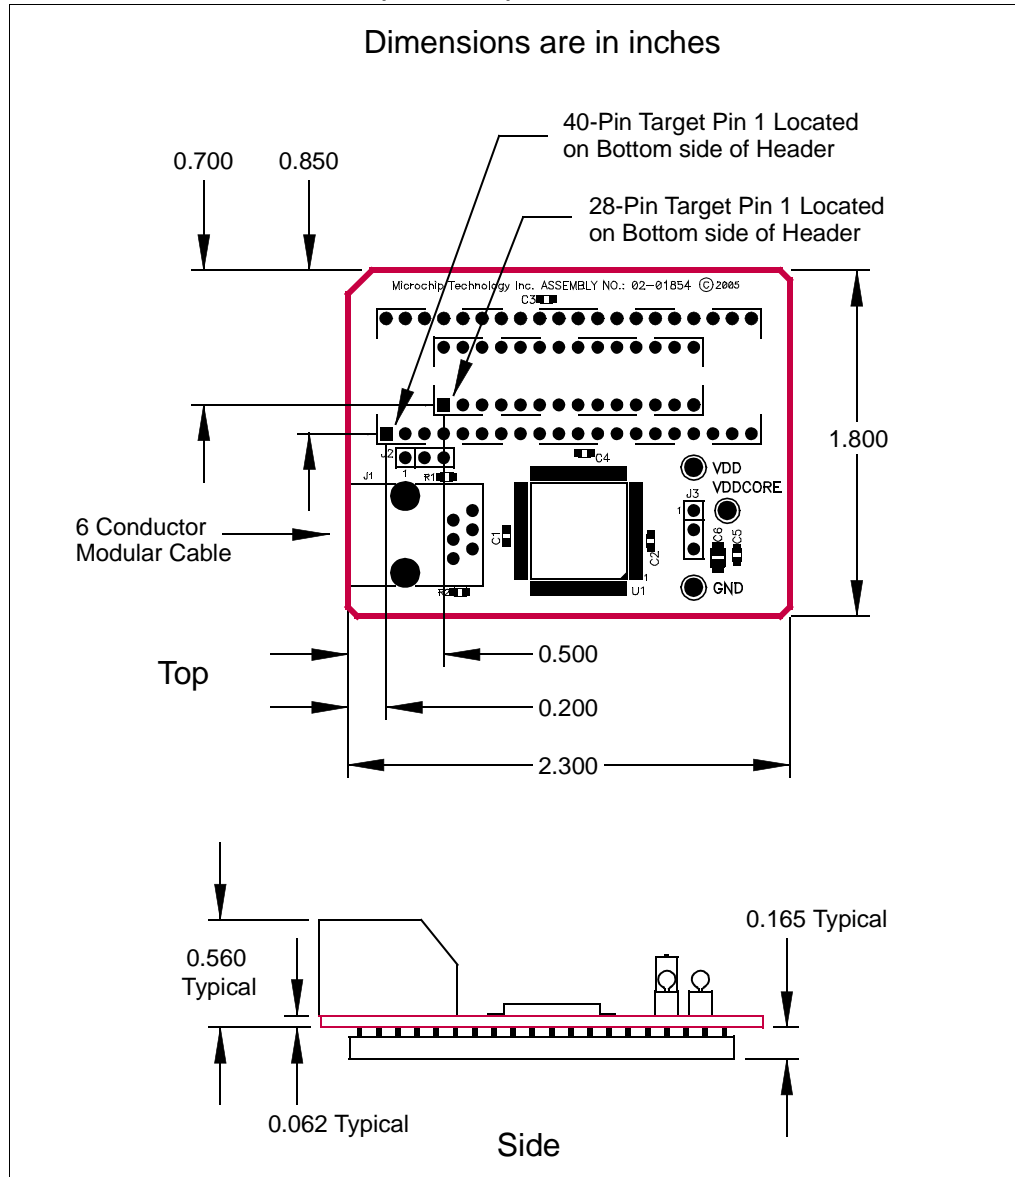 Dimensions are in inches
40-Pin Target Pin 1 Located
on Bottom side of Header
0.700
0.850
28-Pin Target Pin 1 Located
on Bottom side of Header
Microchip Technology Inc. ASSEMBLY NO.: 02-01854 ©2005
C3
1.800
J2
C4
J1
1
R1
VDD
VDDCORE
J3
1
6 Conductor
Modular Cable
C1
C2
C6
C5
1
R2
U1
GND
0.500
Top
0.200
2.300
0.165 Typical
0.560
Typical
0.062 Typical
Side